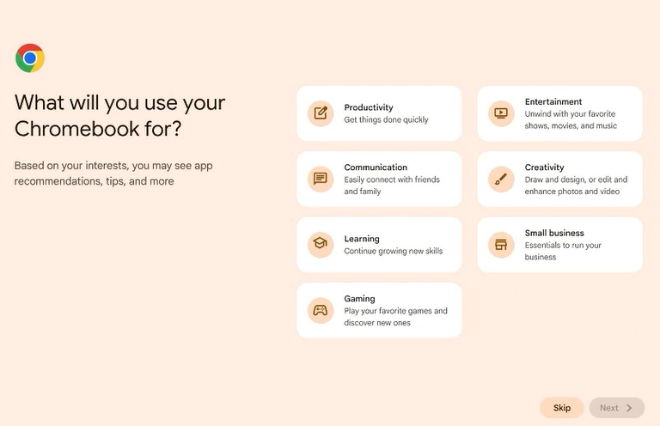 What will you use your
Chromebook for?
Based on your interests, you may see app
recommendations, tips, and more
Productivity
Get things done quickly
Entertainment
Unwind with your favorite
shows, movies, and music
Communication
Easily connect with friends
and family
Creativity
Draw and design, or edit and
enhance photos and video
Learning
Continue growing new skills
Small business
Essentials to run your
business
Gaming
Play your favorite games and
discover new ones
Skip
Next